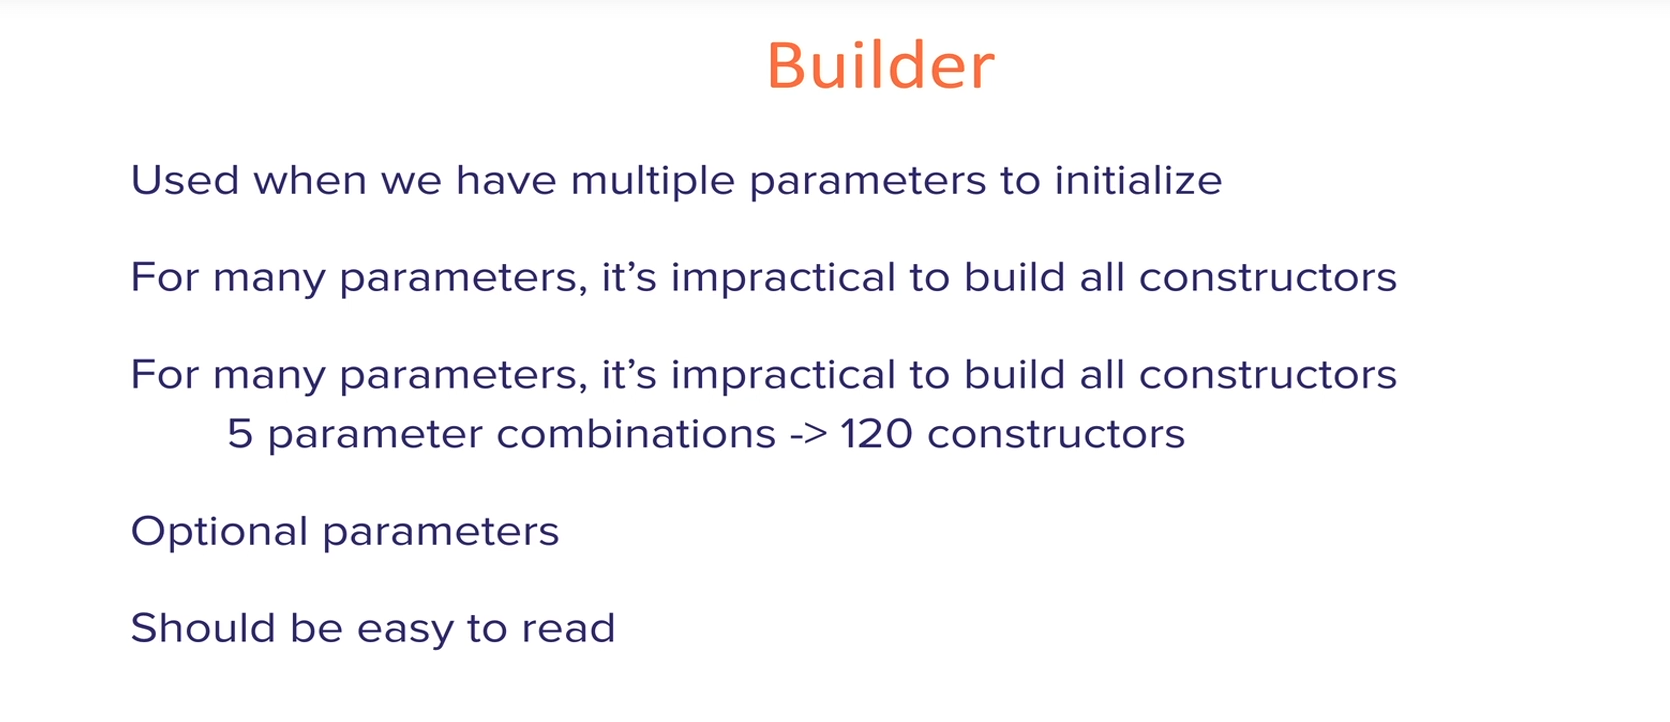 Builder
Used when we have multiple parameters to initialize
For many parameters, it’s impractical to build all constructors
For many parameters, it’s impractical to build all constructors
5 parameter combinations -> 120 constructors
Optional parameters
Should be easy to read